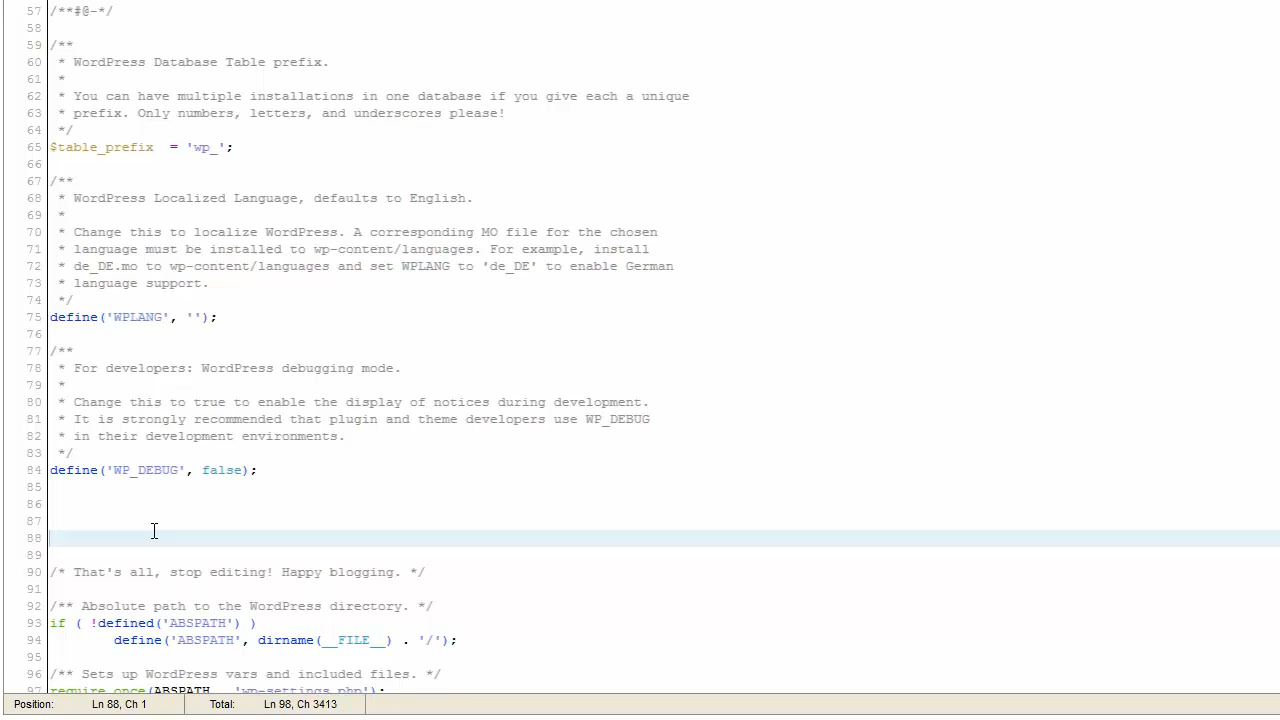 57 /**#@-*/
58
59 /**
60  * WordPress Database Table prefix.
61  *
62  * You can have multiple installations in one database if you give each a unique
63  * prefix. Only numbers, letters, and underscores please!
64  */
65 $table_prefix  = 'wp_';
66
67 /**
68  * WordPress Localized Language, defaults to English.
69  *
70  * Change this to localize WordPress. A corresponding MO file for the chosen
71  * language must be installed to wp-content/languages. For example, install
72  * de_DE.mo to wp-content/languages and set WPLANG to 'de_DE' to enable German
73  * language support.
74  */
75 define('WPLANG', '');
76
77 /**
78  * For developers: WordPress debugging mode.
79  *
80  * Change this to true to enable the display of notices during development.
81  * It is strongly recommended that plugin and theme developers use WP_DEBUG
82  * in their development environments.
83  */
84 define('WP_DEBUG', false);
85
86
87
88
89
90 /* That's all, stop editing! Happy blogging. */
91
92 /** Absolute path to the WordPress directory. */
93 if ( !defined('ABSPATH') )
94         define('ABSPATH', dirname(__FILE__) . '/');
95
96 /** Sets up WordPress vars and included files. */
97 require_once(ABSPATH . 'wp-settings.php');
Position: Ln 88, Ch 1 Total: Ln 98, Ch 3413